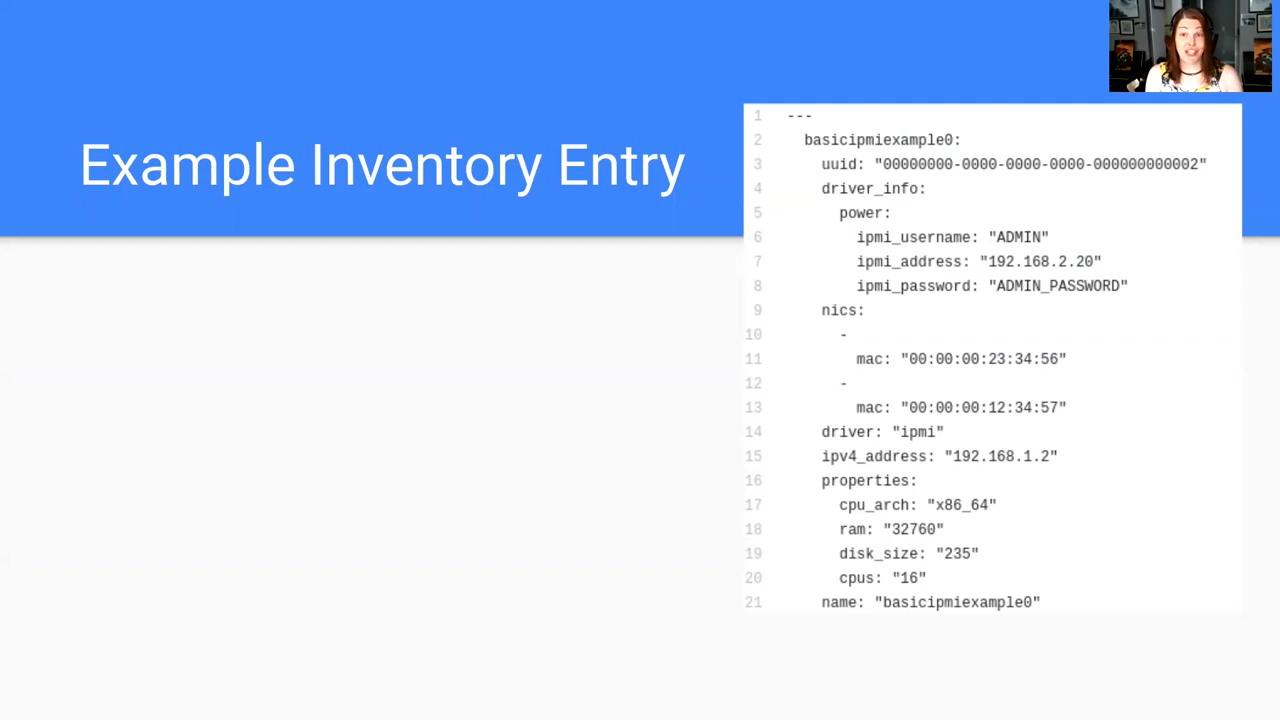 Example Inventory Entry
1 ---
2 basicipmiexample0:
3 uuid: "00000000-0000-0000-0000-000000000002"
4 driver_info:
5 power:
6 ipmi_username: "ADMIN"
7 ipmi_address: "192.168.2.20"
8 ipmi_password: "ADMIN_PASSWORD"
9 nics:
10 -
11 mac: "00:00:00:23:34:56"
12 -
13 mac: "00:00:00:12:34:57"
14 driver: "ipmi"
15 ipv4_address: "192.168.1.2"
16 properties:
17 cpu_arch: "x86_64"
18 ram: "32760"
19 disk_size: "235"
20 cpus: "16"
21 name: "basicipmiexample0"